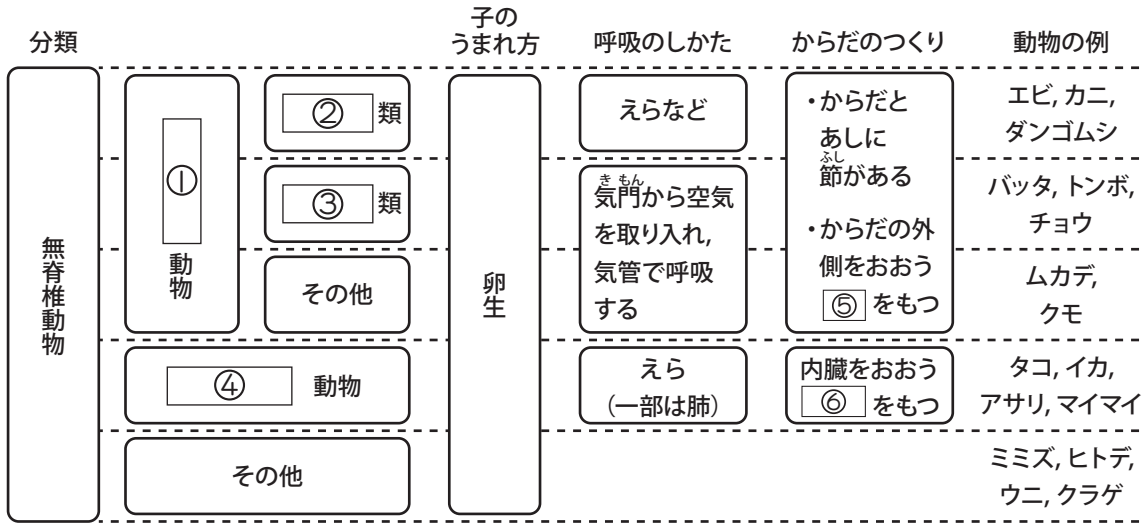 分類
子の
うまれ方
呼吸のしかた
からだのつくり
動物の例
無脊椎動物
① 動物
② 類
③ 類
その他
④ 動物
その他
卵生
えらなど
きもん
気門から空気
を取り入れ,
気管で呼吸
する
えら
（一部は肺）
・からだと
あしに
ふし
節がある
・からだの外
側をおおう
⑤ をもつ
内臓をおおう
⑥ をもつ
エビ, カニ,
ダンゴムシ
バッタ, トンボ,
チョウ
ムカデ,
クモ
タコ, イカ,
アサリ, マイマイ
ミミズ, ヒトデ,
ウニ, クラゲ